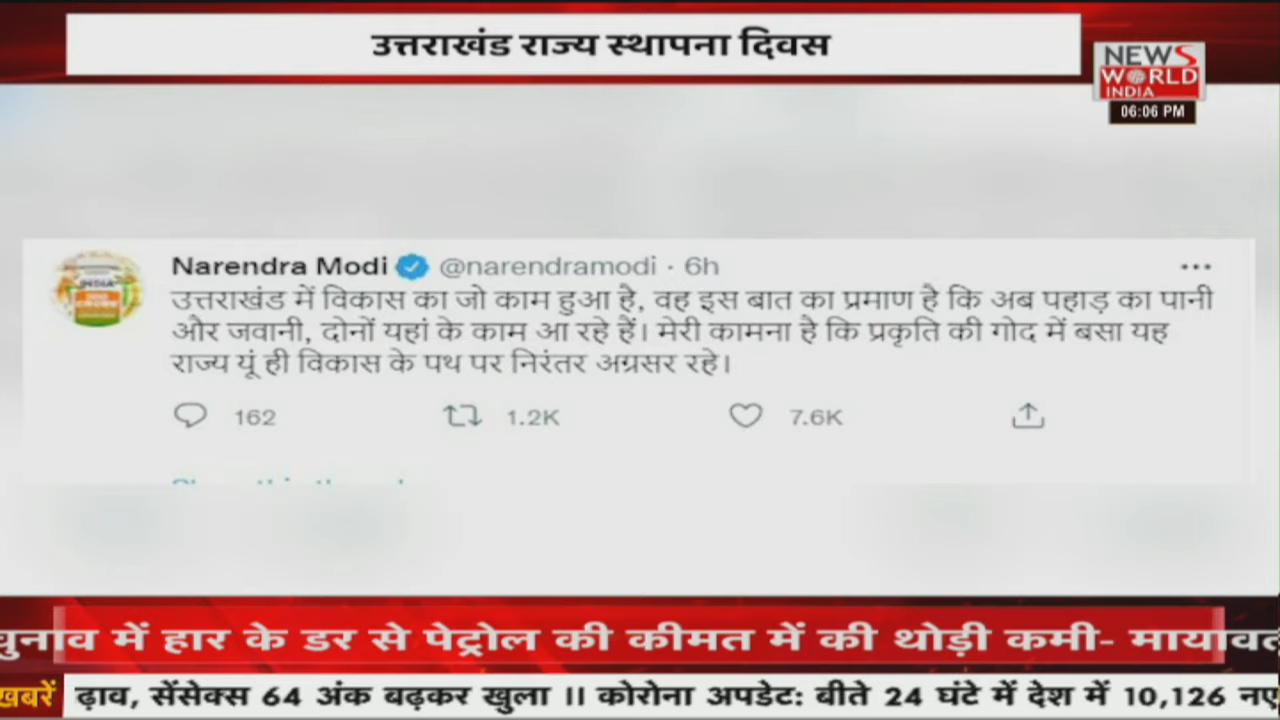 उत्तराखंड राज्य स्थापना दिवस
NEWS
WORLD
INDIA
06:06 PM
Narendra Modi @narendramodi · 6h
INDIA
उत्तराखंड में विकास का जो काम हुआ है, वह इस बात का प्रमाण है कि अब पहाड़ का पानी
और जवानी, दोनों यहां के काम आ रहे हैं। मेरी कामना है कि प्रकृति की गोद में बसा यह
राज्य यूं ही विकास के पथ पर निरंतर अग्रसर रहे।
162 1.2K 7.6K
में हार के डर से पेट्रोल की कीमत में की थोड़ी कमी-
खबरें ढ़ाव, सेंसेक्स 64 अंक बढ़कर खुला ।। कोरोना अपडेट: बीते 24 घंटे में देश में 10,126 नए